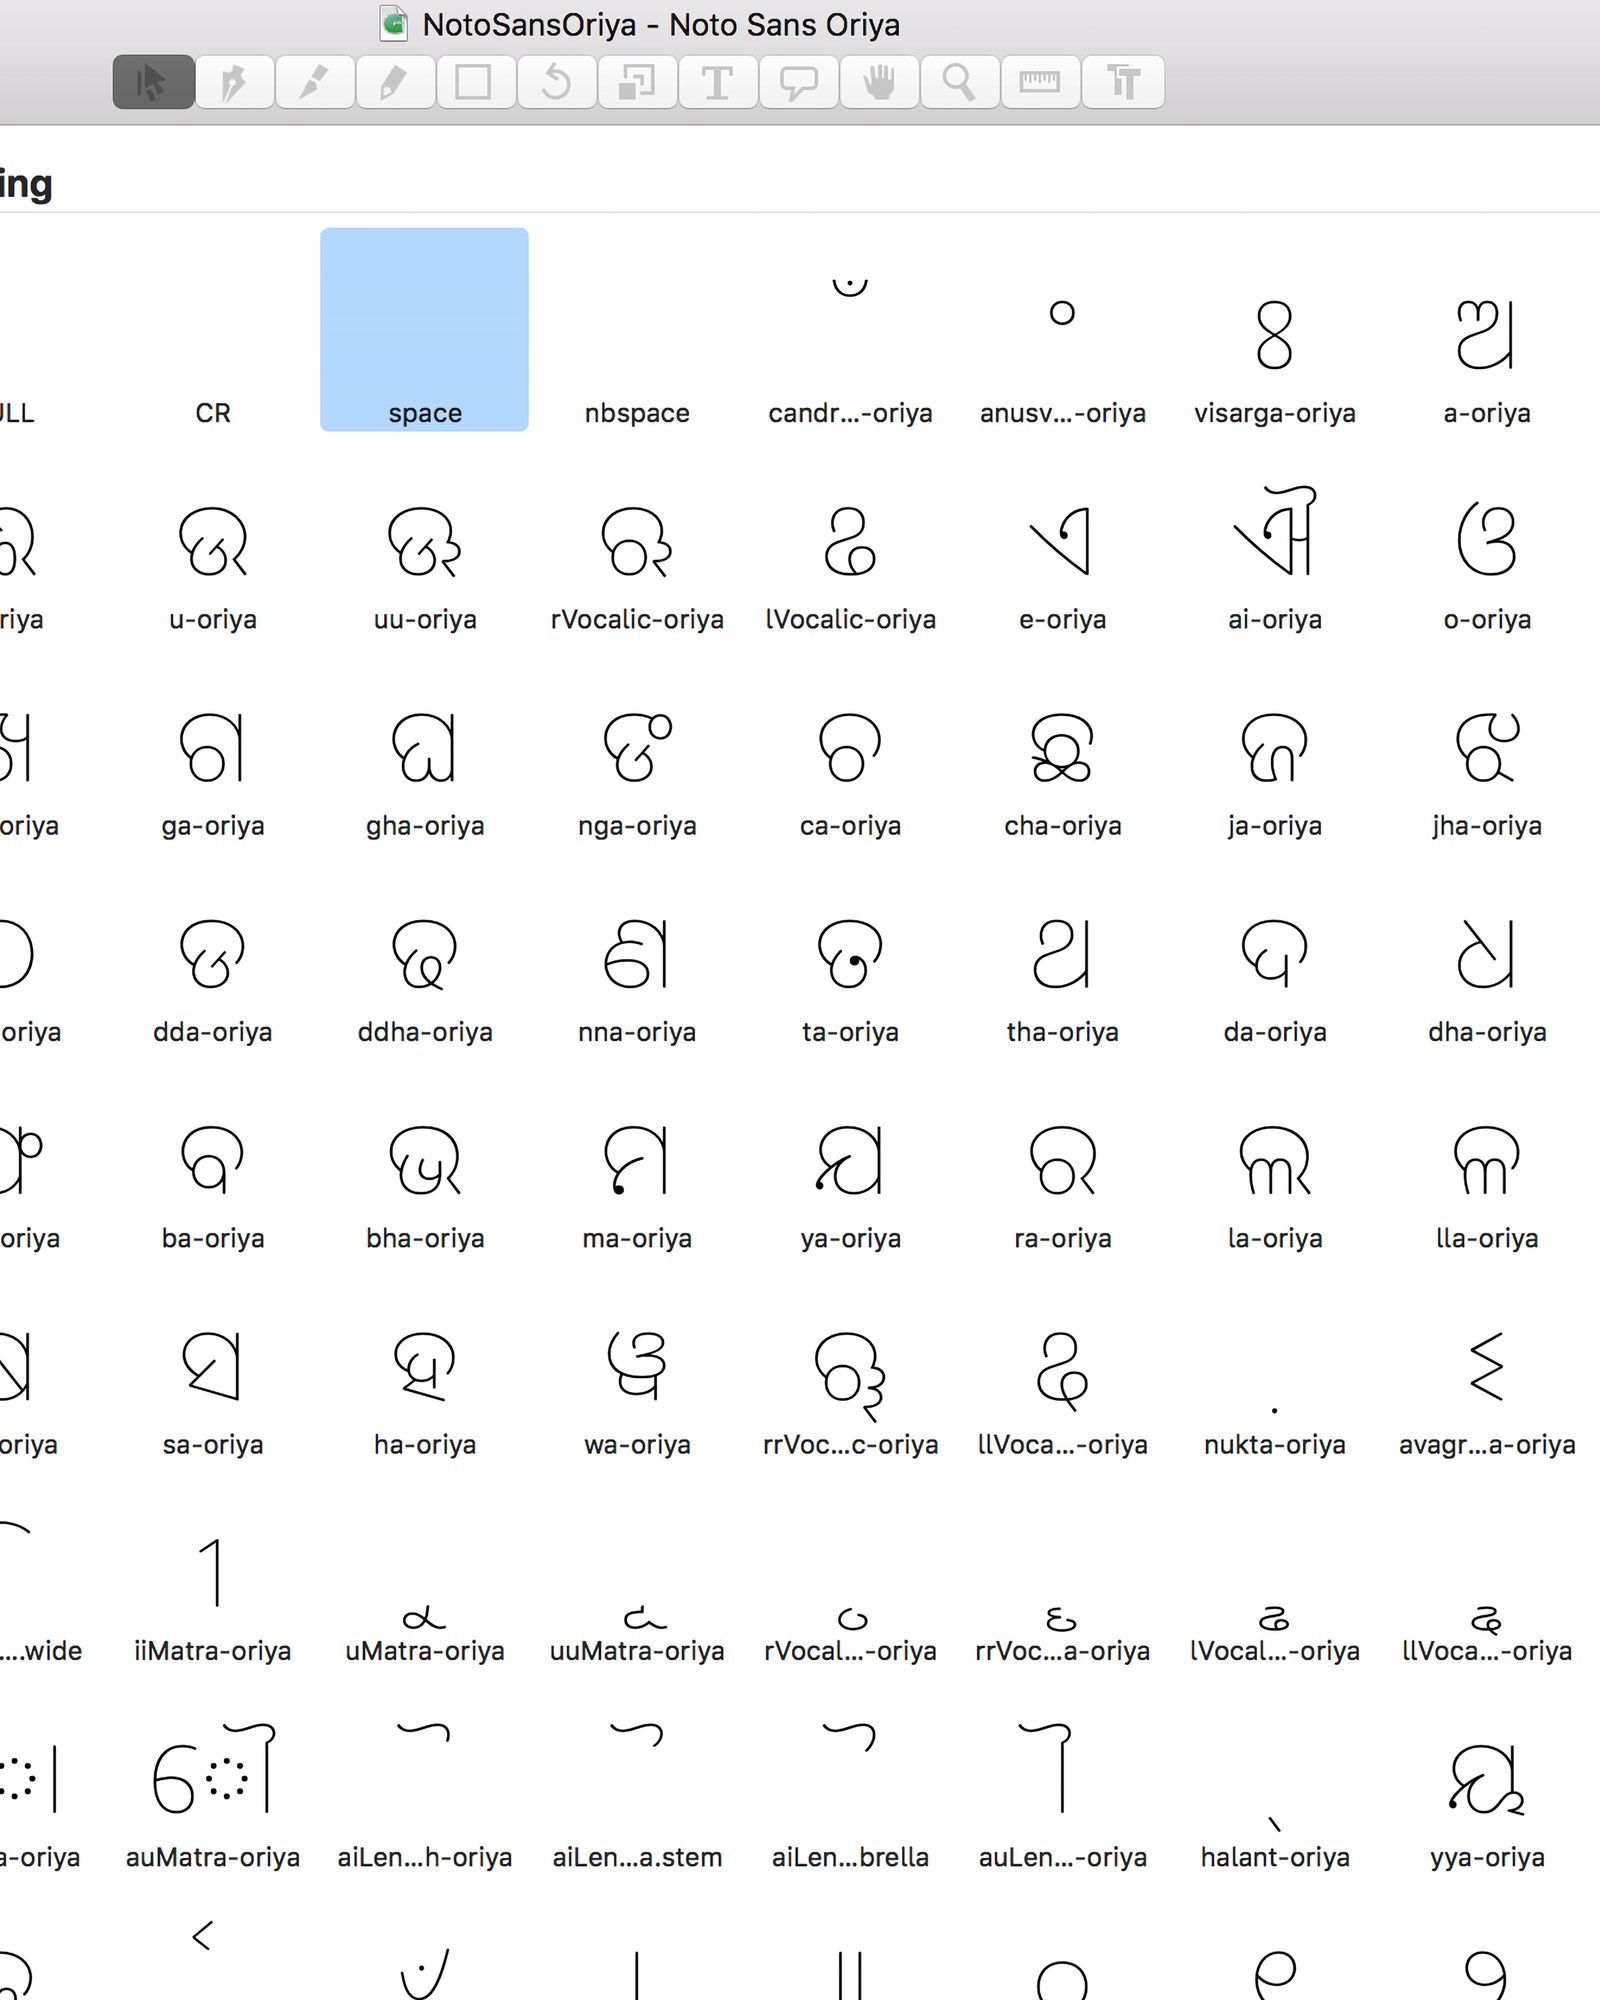 NotoSansOriya - Noto Sans Oriya
ing
ULL CR space nbspace candr...-oriya anusv...-oriya visarga-oriya a-oriya
ଁ ଂ ଃ ଅ
riya u-oriya uu-oriya rVocalic-oriya lVocalic-oriya e-oriya ai-oriya o-oriya
ଉ ଊ ଋ ଌ ଏ ଐ ଓ
oriya ga-oriya gha-oriya nga-oriya ca-oriya cha-oriya ja-oriya jha-oriya
ଗ ଘ ଙ ଚ ଛ ଜ ଝ
oriya dda-oriya ddha-oriya nna-oriya ta-oriya tha-oriya da-oriya dha-oriya
ଡ ଢ ଣ ତ ଥ ଦ ଧ
oriya ba-oriya bha-oriya ma-oriya ya-oriya ra-oriya la-oriya lla-oriya
ବ ଭ ମ ଯ ର ଲ ଳ
oriya sa-oriya ha-oriya wa-oriya rrVoc...c-oriya llVoca...-oriya nukta-oriya avagr...a-oriya
ସ ହ ୱ ୠ ୡ ଼ ଽ
....wide iiMatra-oriya uMatra-oriya uuMatra-oriya rVocal...-oriya rrVoc...a-oriya lVocal...-oriya llVoca...-oriya
ୀ ୁ ୂ ୃ ୄ ୢ ୣ
a-oriya auMatra-oriya aiLen...h-oriya aiLen...a.stem aiLen...brella auLen...-oriya halant-oriya yya-oriya
ୌ ୖ ୗ ୍ ୟ